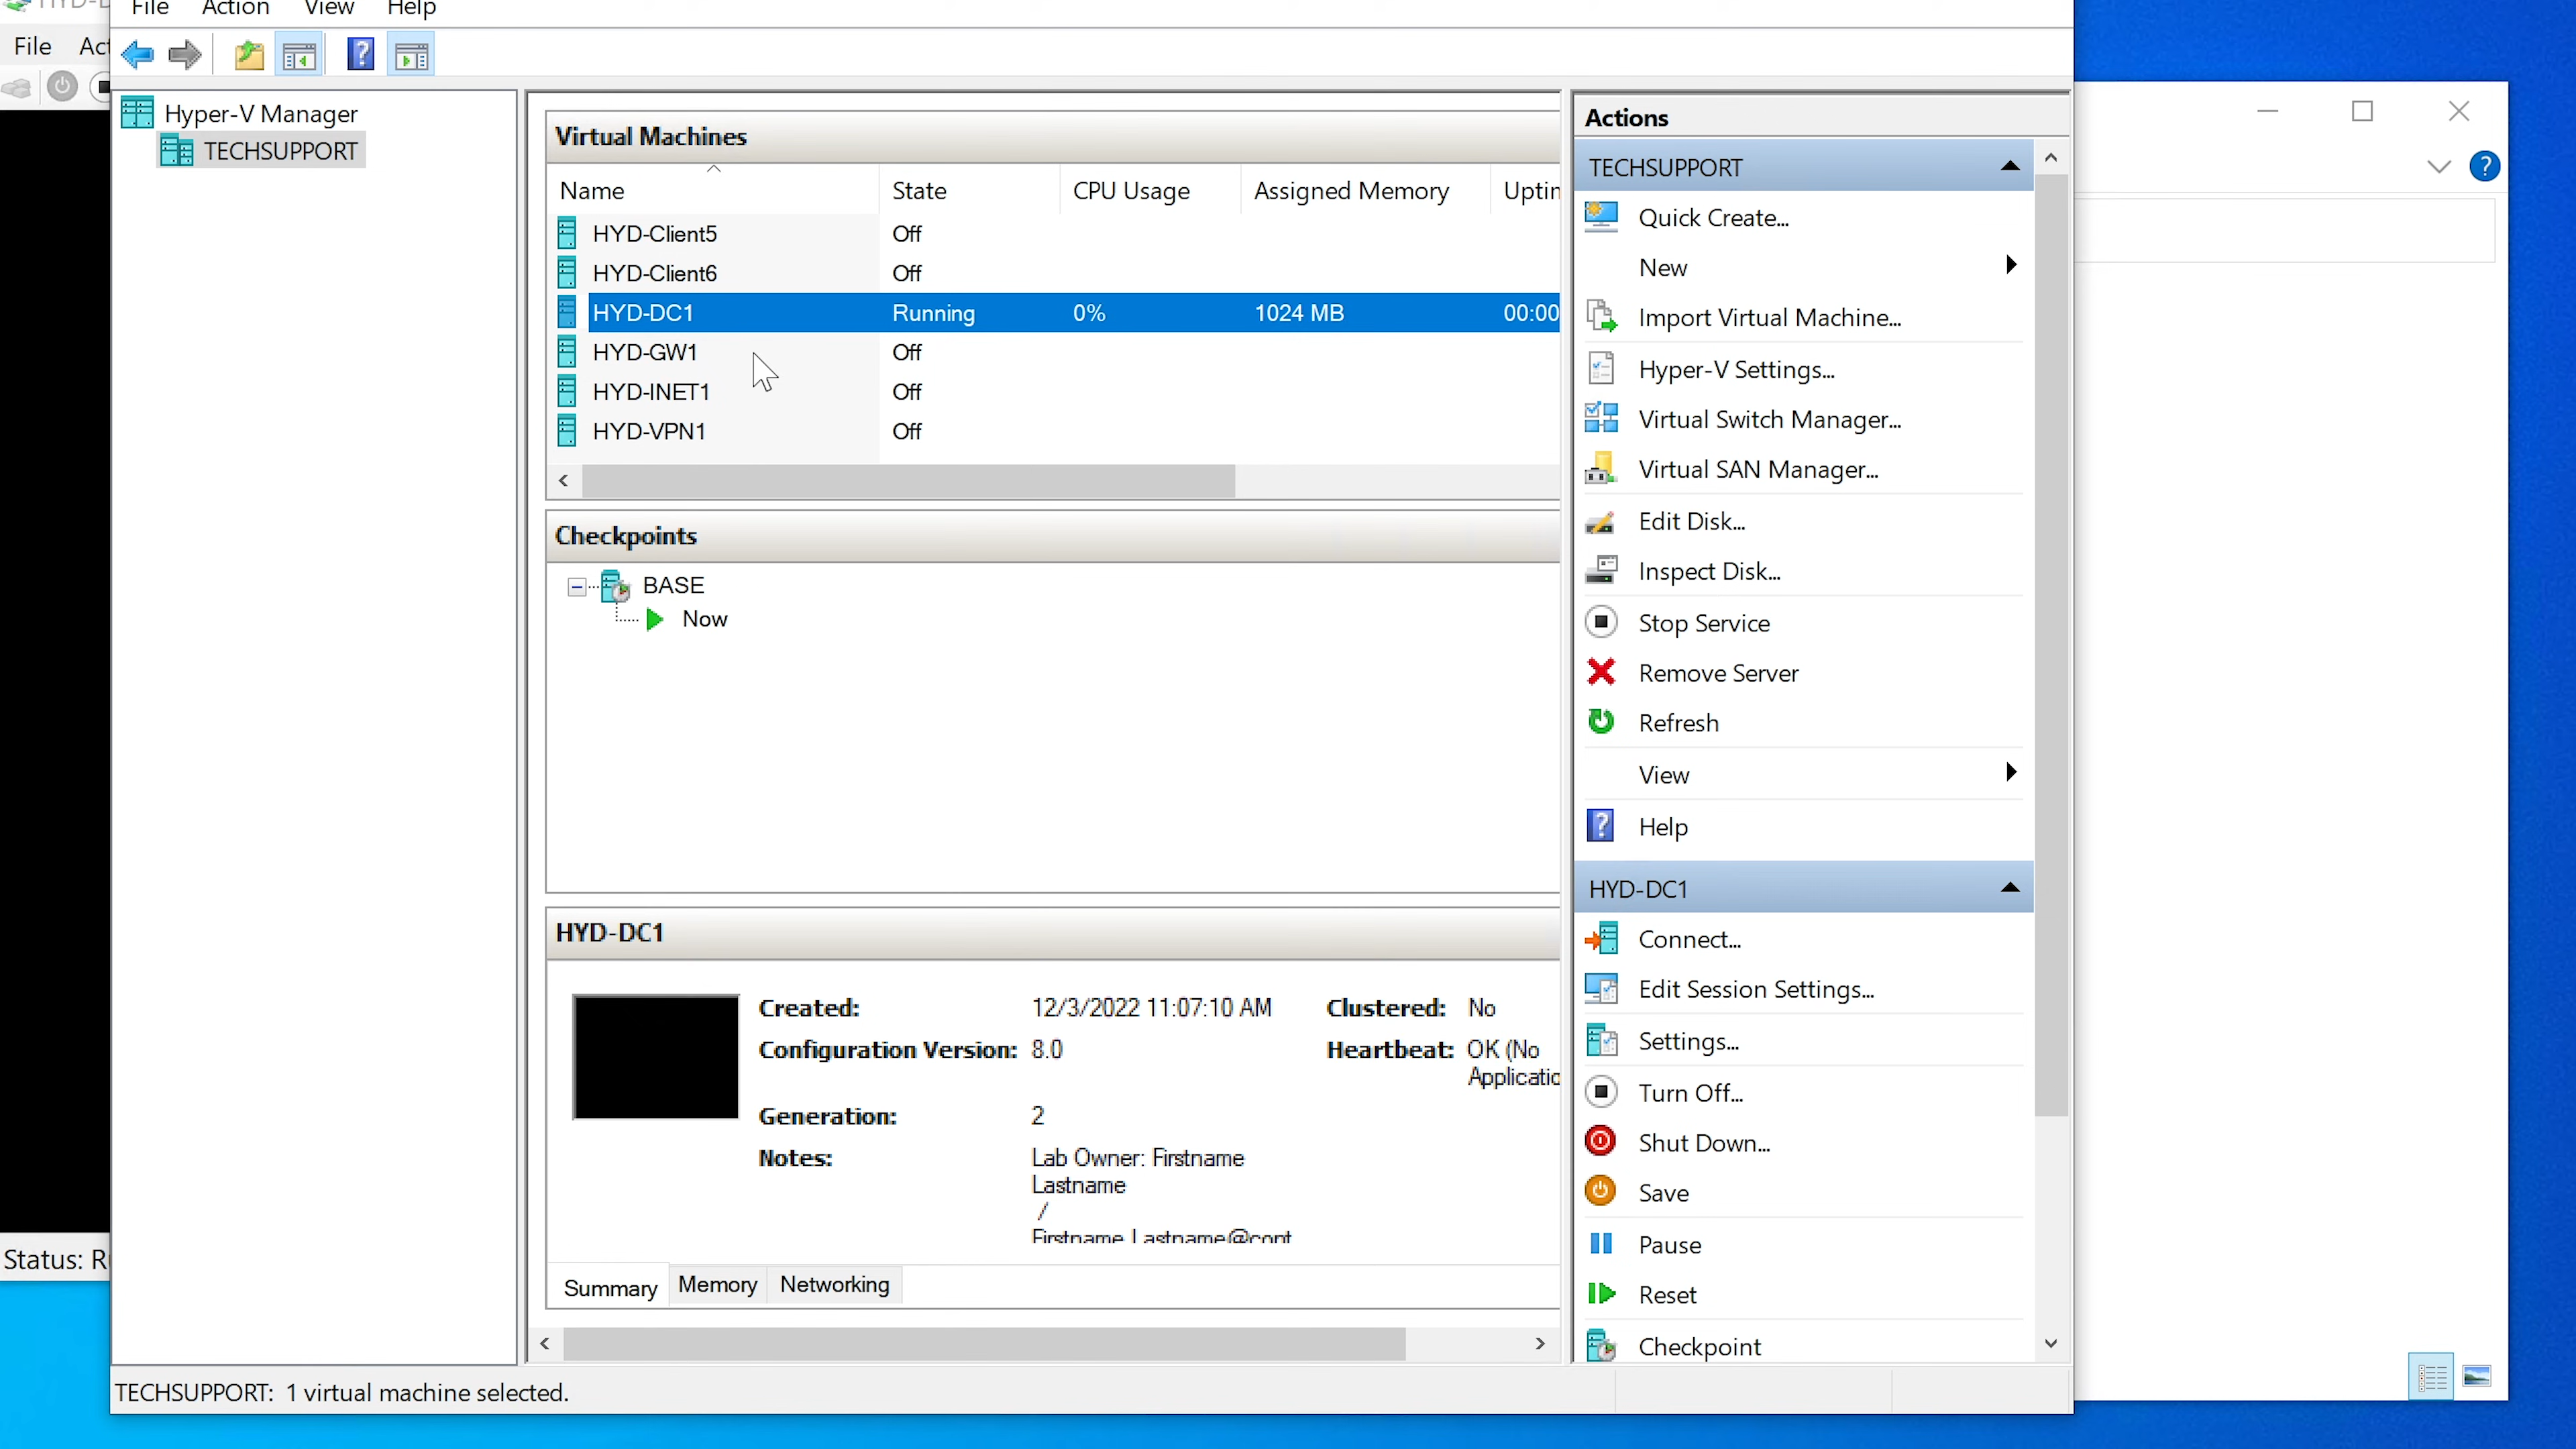 File Action View Help
File
Hyper-V Manager
TECHSUPPORT
Virtual Machines
Name State CPU Usage Assigned Memory
HYD-Client5 Off
HYD-Client6 Off
HYD-DC1 Running 0% 1024 MB 00:00
HYD-GW1 Off
HYD-INET1 Off
HYD-VPN1 Off
Checkpoints
BASE
Now
HYD-DC1
Created: 12/3/2022 11:07:10 AM Clustered: No
Configuration Version: 8.0 Heartbeat: OK (No
Generation: 2
Notes: Lab Owner: Firstname
Lastname
/
Firstname.Lastname@cont
Summary Memory Networking
Actions
TECHSUPPORT
Quick Create...
New
Import Virtual Machine...
Hyper-V Settings...
Virtual Switch Manager...
Virtual SAN Manager...
Edit Disk...
Inspect Disk...
Stop Service
Remove Server
Refresh
View
Help
HYD-DC1
Connect...
Edit Session Settings...
Settings...
Turn Off...
Shut Down...
Save
Pause
Reset
Checkpoint
Status:
TECHSUPPORT: 1 virtual machine selected.